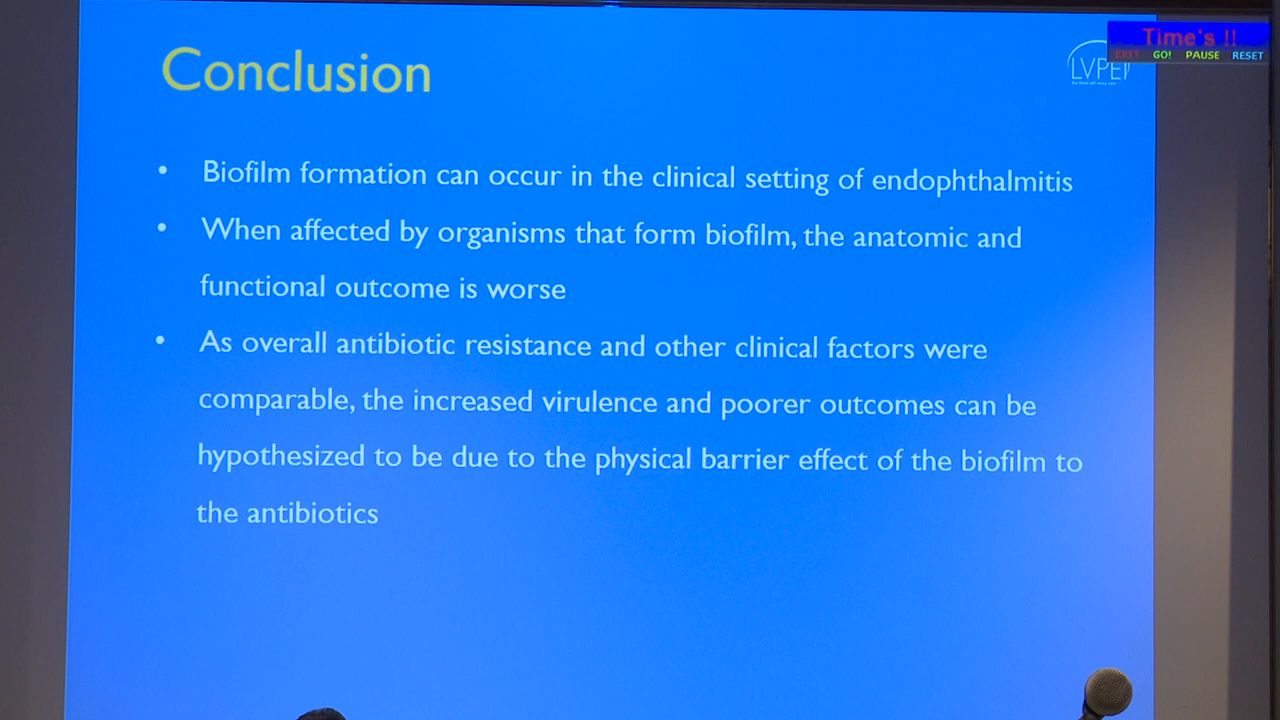 Conclusion
Time's !!
EXIT GO! PAUSE RESET
LVPEI
• Biofilm formation can occur in the clinical setting of endophthalmitis
• When affected by organisms that form biofilm, the anatomic and
functional outcome is worse
• As overall antibiotic resistance and other clinical factors were
comparable, the increased virulence and poorer outcomes can be
hypothesized to be due to the physical barrier effect of the biofilm to
the antibiotics